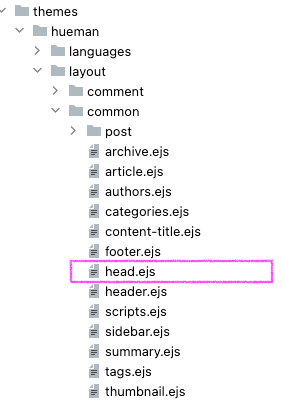 themes
hueman
languages
layout
comment
common
post
archive.ejs
article.ejs
authors.ejs
categories.ejs
content-title.ejs
footer.ejs
head.ejs
header.ejs
scripts.ejs
sidebar.ejs
summary.ejs
tags.ejs
thumbnail.ejs